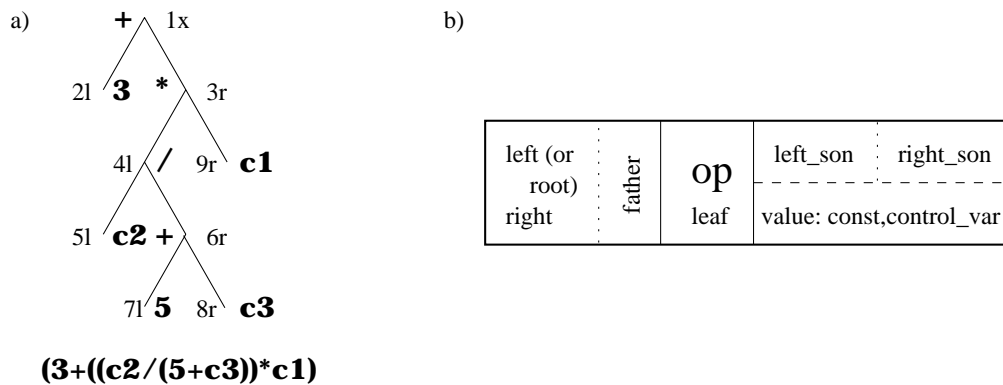 a)
+ 1x
2l 3 * 3r
4l / 9r c1
5l c2 + 6r
7l 5 8r c3
(3+((c2/(5+c3))*c1)
b)
left (or
root)
right
father
op
leaf
left_son right_son
value: const,control_var